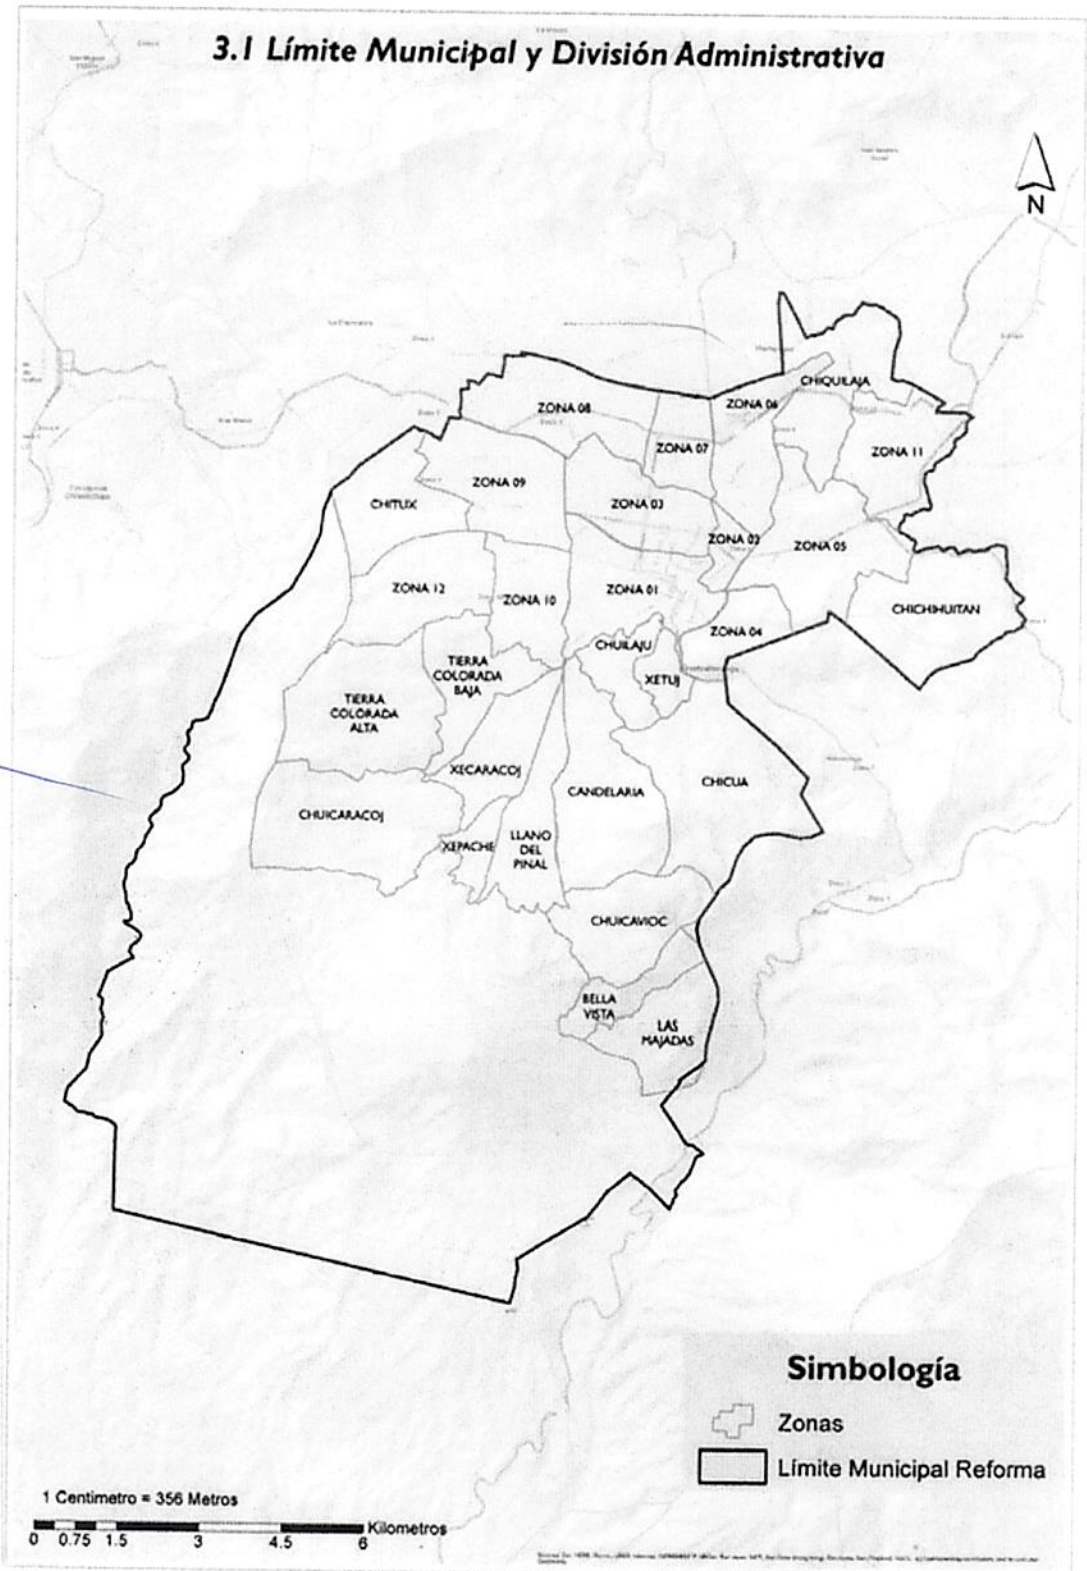 3.1 Límite Municipal y División Administrativa
N
CHIQUILAJA
ZONA 08
ZONA 06
ZONA 07
ZONA 11
ZONA 09
CHITUX
ZONA 03
ZONA 02
ZONA 05
ZONA 12
ZONA 10
ZONA 01
CHICHIHUITAN
ZONA 04
CHUILAJU
TIERRA
COLORADA
BAJA
XETUJ
TIERRA
COLORADA
ALTA
XECARACOJ
CANDELARIA
CHICUA
CHUICARACOJ
XEPACHE
LLANO
DEL
PINAL
CHUICAVIOC
BELLA
VISTA
LAS
MAJADAS
Simbología
Zonas
Límite Municipal Reforma
1 Centimetro = 356 Metros
Kilometros
0 0.75 1.5 3 4.5 6